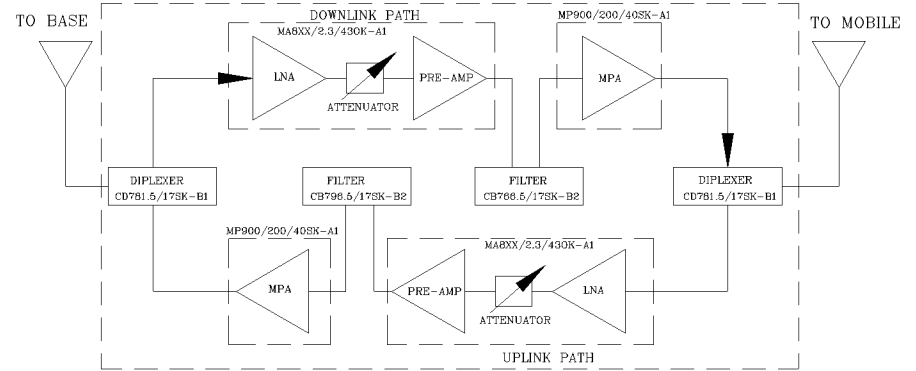 TO BASE
DOWNLINK PATH
MA8XX/2.3/430K-A1
LNA
ATTENUATOR
PRE-AMP
MP900/200/40SK-A1
MPA
TO MOBILE
DIPLEXER
CD781.5/17SK-B1
FILTER
CB796.5/17SK-B2
FILTER
CB766.5/17SK-B2
DIPLEXER
CD781.5/17SK-B1
MP900/200/40SK-A1
MPA
MA8XX/2.3/430K-A1
PRE-AMP
ATTENUATOR
LNA
UPLINK PATH